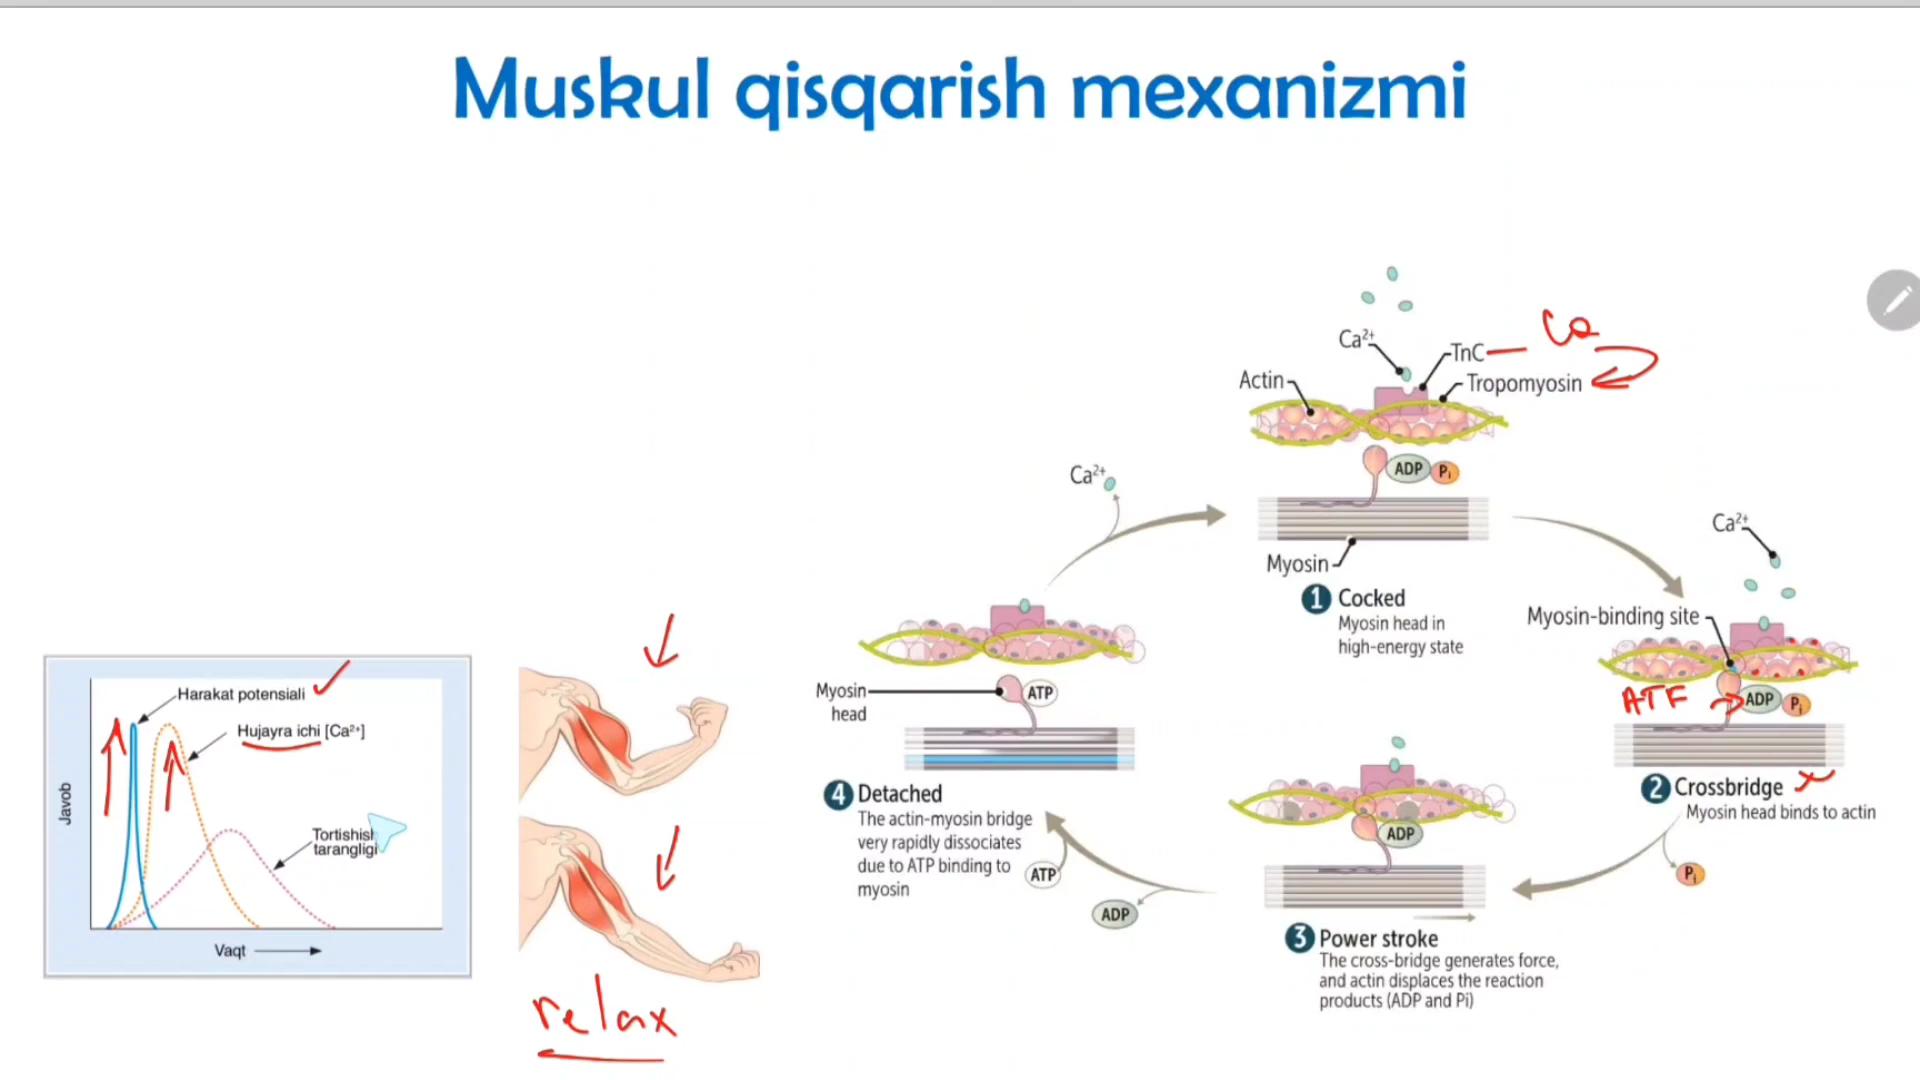 Muskul qisqarish mexanizmi
Harakat potensiali
Hujayra ichi [Ca²⁺]
Tortishish
tarangligi
Javob
Vaqt
relax
Ca²⁺
TnC
Ca
Actin
Tropomyosin
ADP
Pi
Myosin
1 Cocked
Myosin head in
high-energy state
Ca²⁺
Myosin-binding site
ATF
ADP
Pi
2 Crossbridge
Myosin head binds to actin
Pi
ADP
3 Power stroke
The cross-bridge generates force,
and actin displaces the reaction
products (ADP and Pi)
ADP
ATP
Myosin
head
ATP
4 Detached
The actin-myosin bridge
very rapidly dissociates
due to ATP binding to
myosin
Ca²⁺